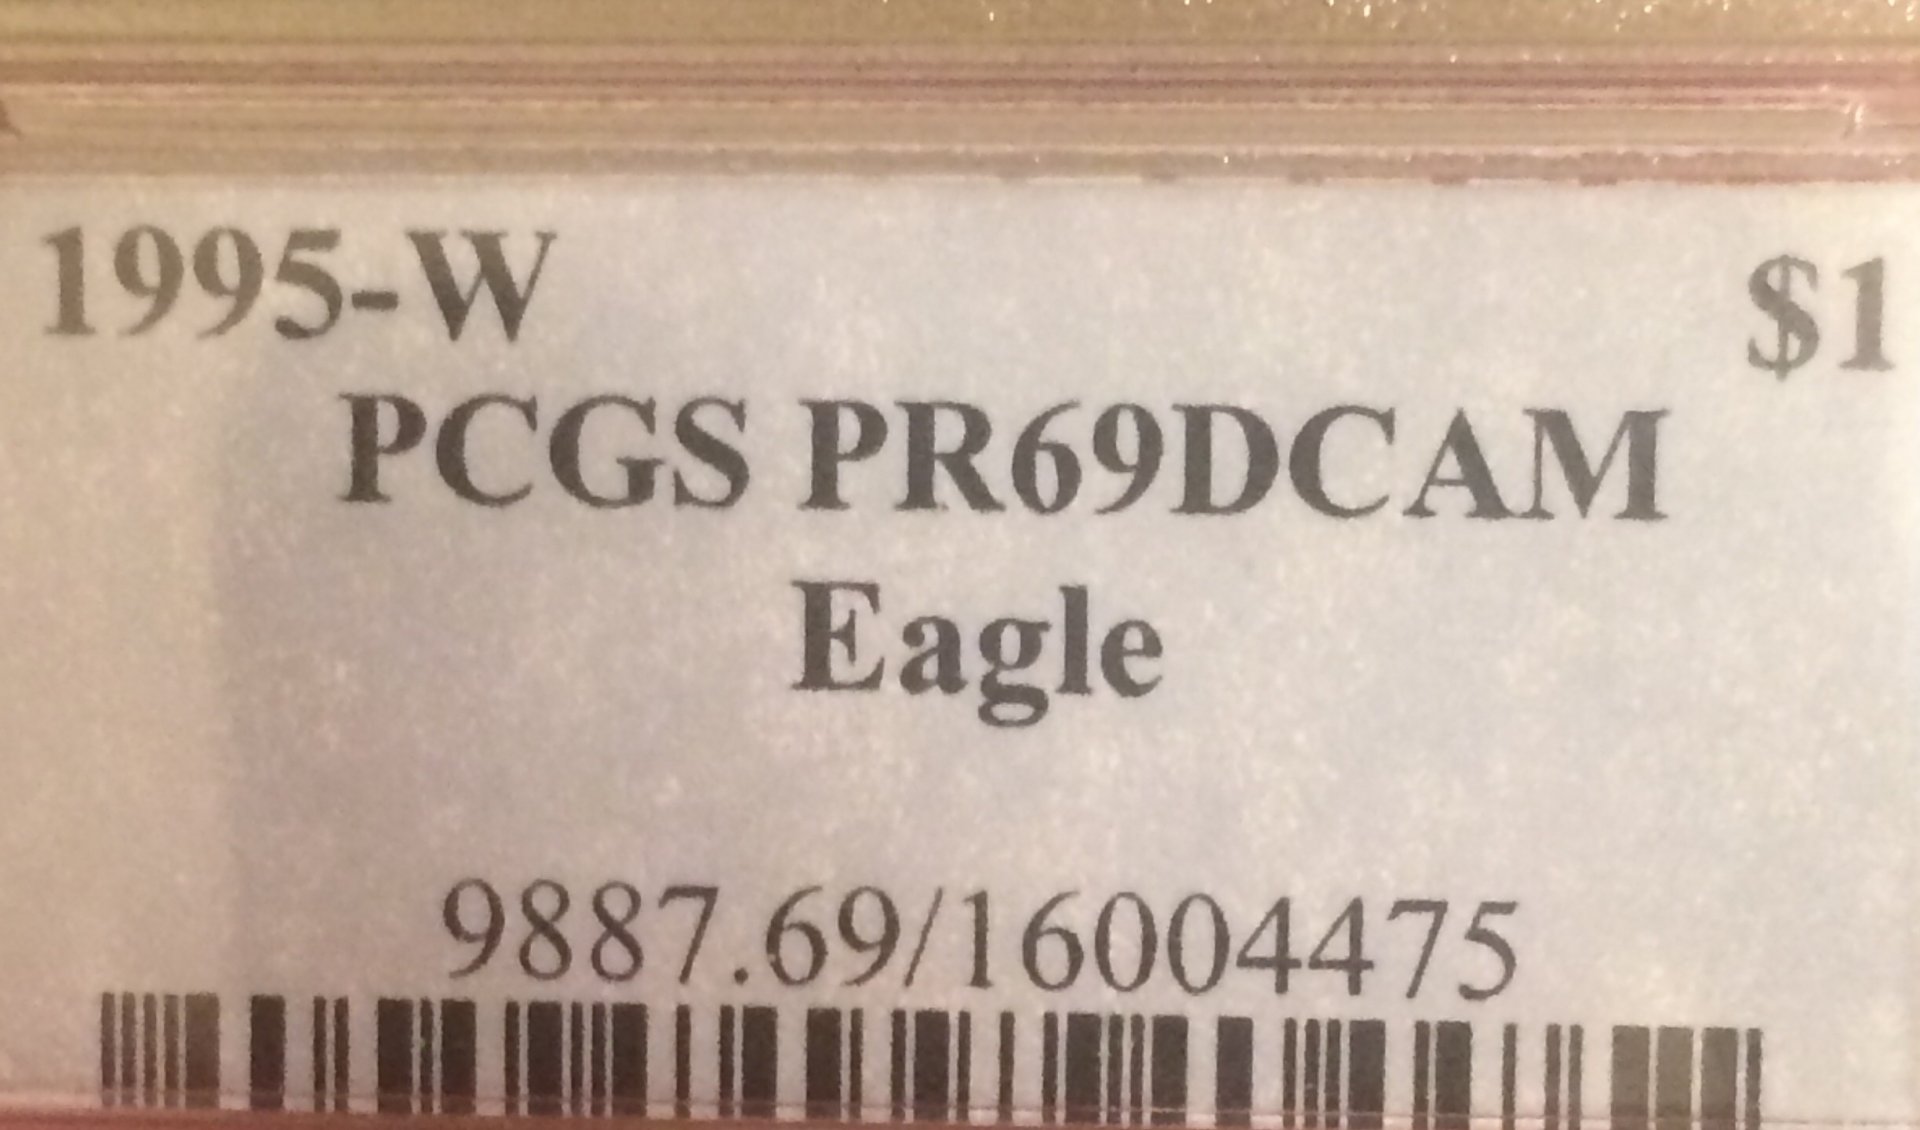 1995-W $1
PCGS PR69DCAM
Eagle
9887.69/16004475